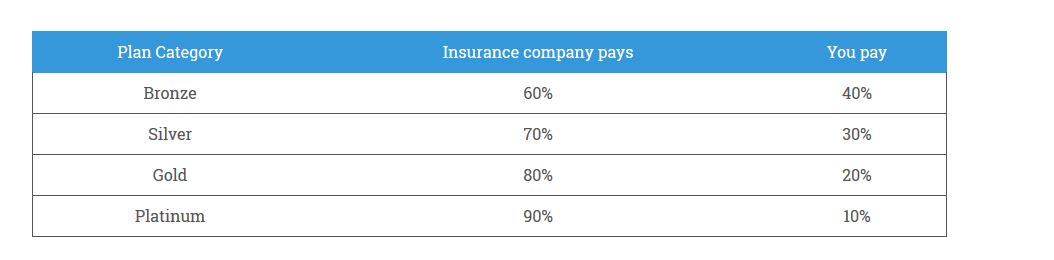 Plan Category Insurance company pays You pay
Bronze 60% 40%
Silver 70% 30%
Gold 80% 20%
Platinum 90% 10%